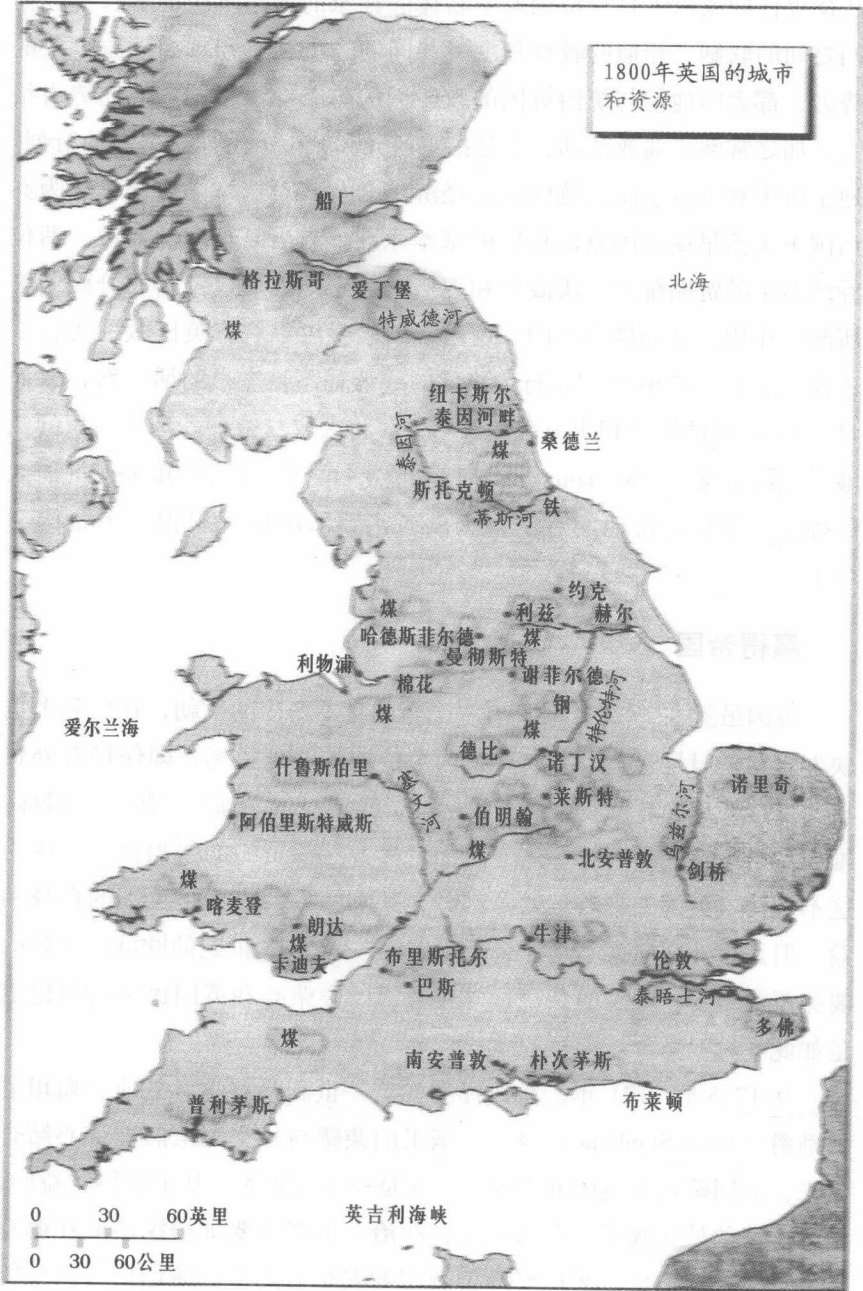 1800年英国的城市
和资源
船厂
北海
格拉斯哥
爱丁堡
煤
特威德河
纽卡斯尔
泰因河畔
泰因河
煤
桑德兰
斯托克顿
铁
蒂斯河
约克
煤
利兹
赫尔
哈德斯菲尔德
煤
曼彻斯特
利物浦
谢菲尔德
棉花
特伦特河
钢
煤
爱尔兰海
煤
德比
诺丁汉
什鲁斯伯里
莱斯特
诺里奇
塞文河
乌兹尔河
阿伯里斯特威斯
伯明翰
煤
北安普敦
剑桥
煤
喀麦登
朗达
牛津
煤
卡迪夫
布里斯托尔
伦敦
巴斯
泰晤士河
多佛
煤
南安普敦
朴次茅斯
普利茅斯
布莱顿
英吉利海峡
0 30 60英里
0 30 60公里